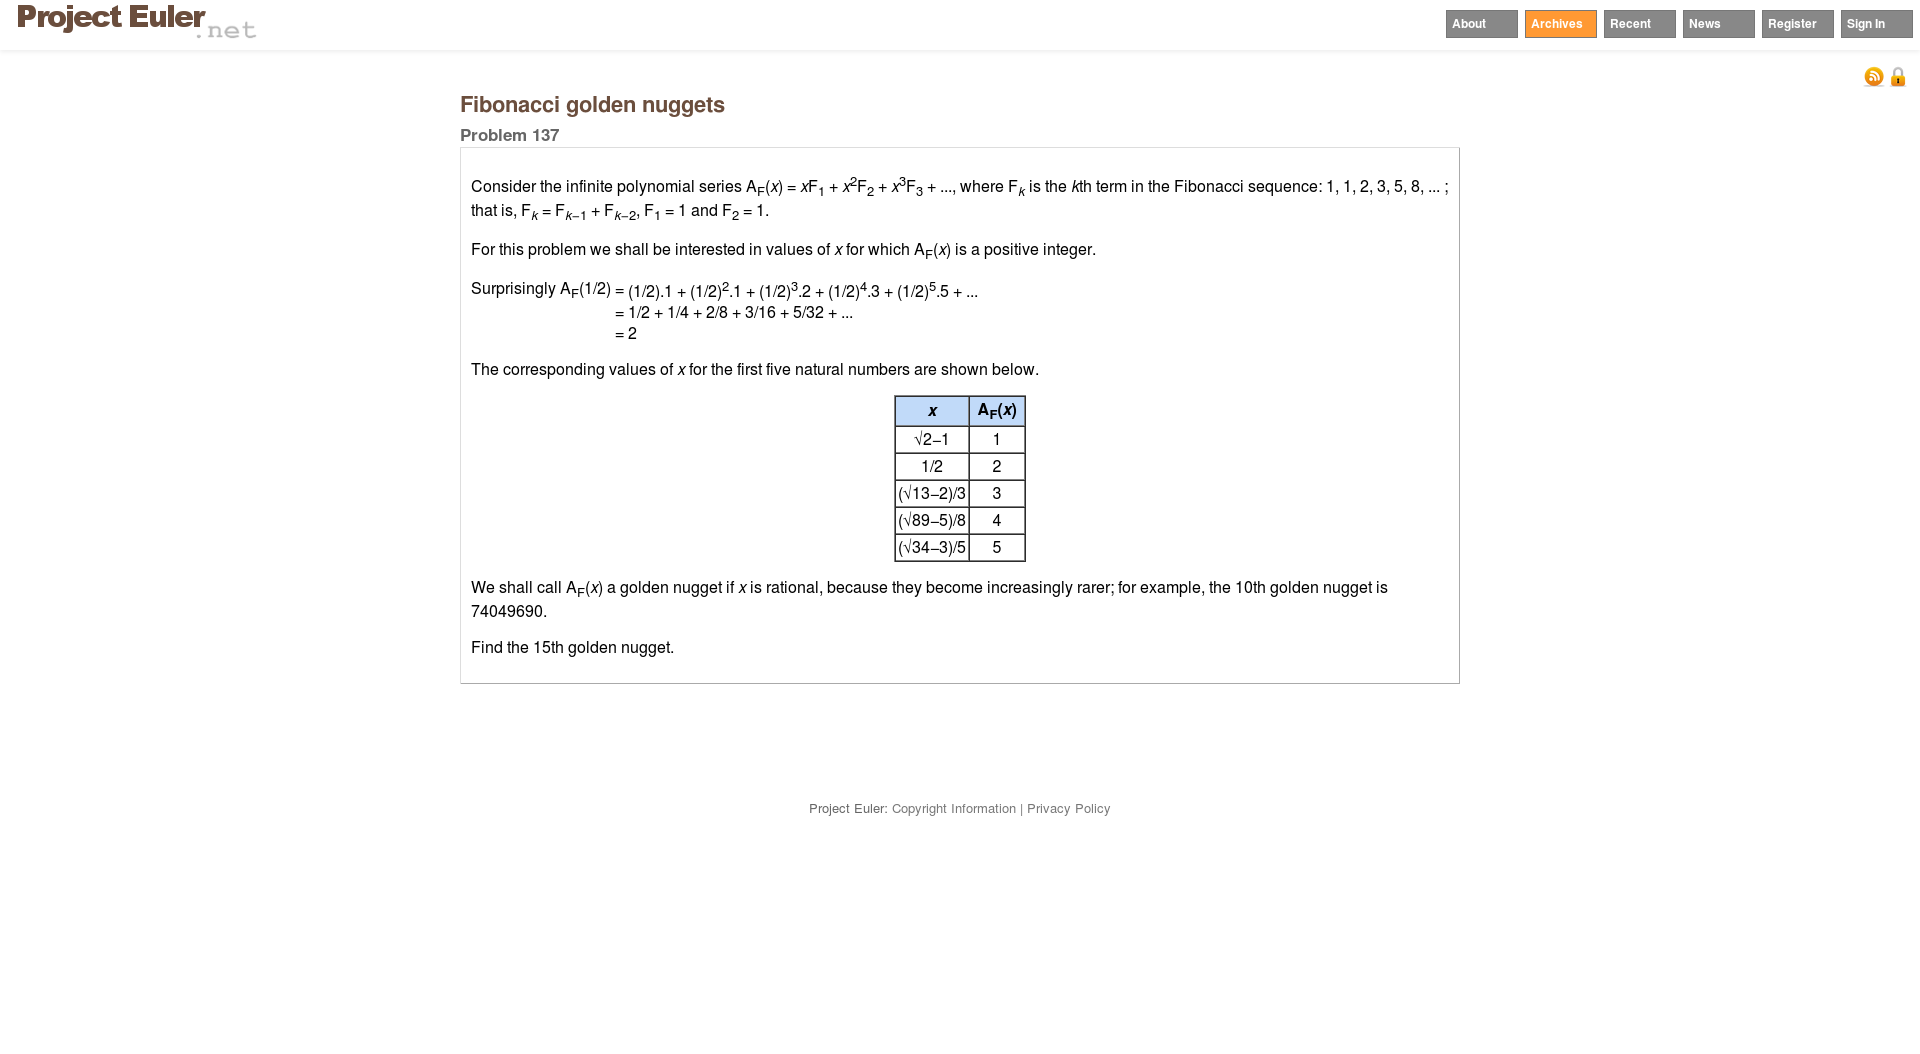 Project Euler.net
About Archives Recent News Register Sign In
Fibonacci golden nuggets
Problem 137
Consider the infinite polynomial series A_F(x) = xF_1 + x^2F_2 + x^3F_3 + ..., where F_k is the kth term in the Fibonacci sequence: 1, 1, 2, 3, 5, 8, ... ;
that is, F_k = F_{k−1} + F_{k−2}, F_1 = 1 and F_2 = 1.
For this problem we shall be interested in values of x for which A_F(x) is a positive integer.
Surprisingly A_F(1/2) = (1/2).1 + (1/2)^2.1 + (1/2)^3.2 + (1/2)^4.3 + (1/2)^5.5 + ...
= 1/2 + 1/4 + 2/8 + 3/16 + 5/32 + ...
= 2
The corresponding values of x for the first five natural numbers are shown below.
x A_F(x)
√2−1 1
1/2 2
(√13−2)/3 3
(√89−5)/8 4
(√34−3)/5 5
We shall call A_F(x) a golden nugget if x is rational, because they become increasingly rarer; for example, the 10th golden nugget is
74049690.
Find the 15th golden nugget.
Project Euler: Copyright Information | Privacy Policy